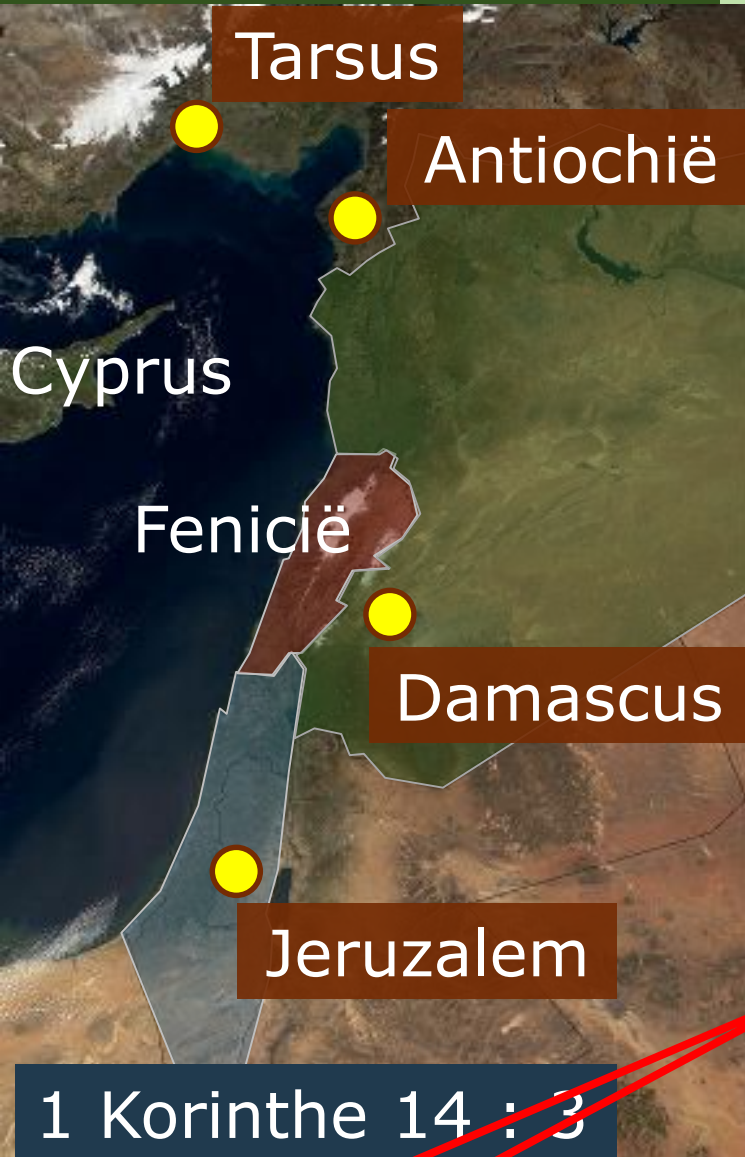 Tarsus
Antiochië
Cyprus
Fenicië
Damascus
Jeruzalem
1 Korinthe 14 : 3